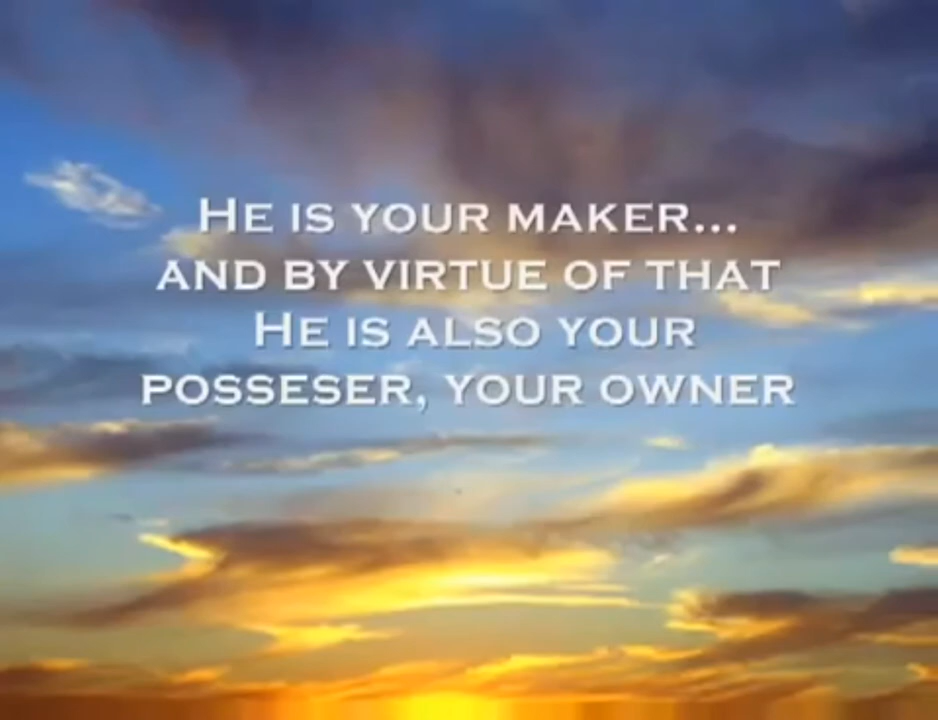 He is your maker...
and by virtue of that
He is also your
posseser, your owner